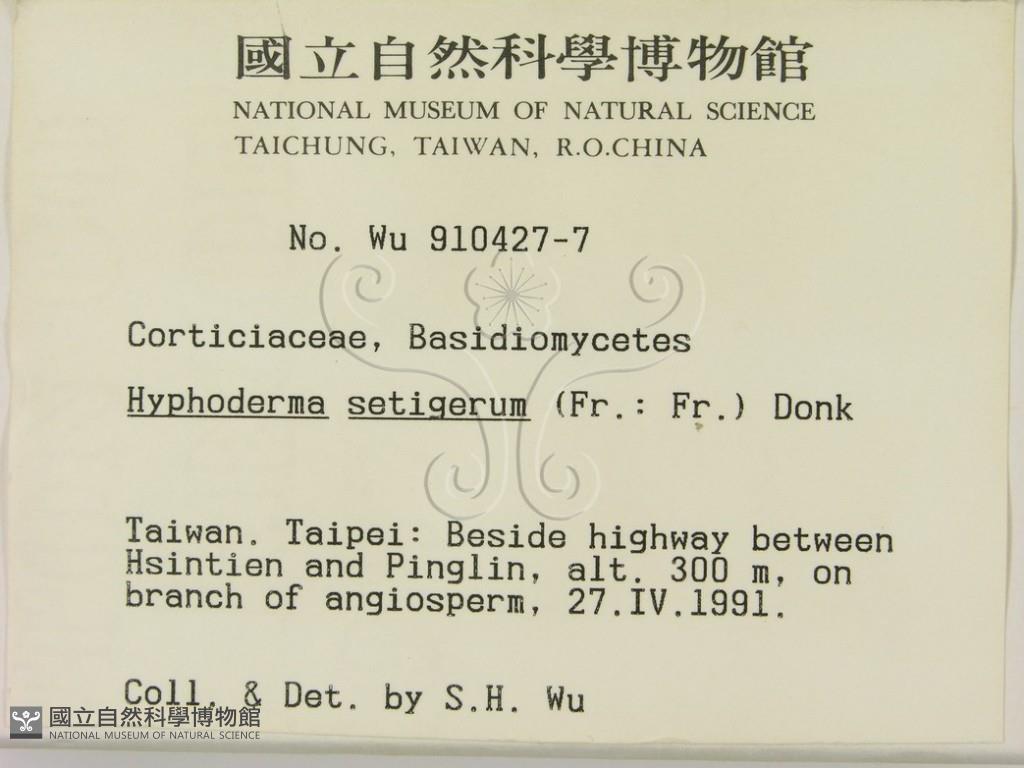 國立自然科學博物館
NATIONAL MUSEUM OF NATURAL SCIENCE
TAICHUNG, TAIWAN, R.O.CHINA
No. Wu 910427-7
Corticiaceae, Basidiomycetes
Hyphoderma setigerum (Fr.: Fr.) Donk
Taiwan. Taipei: Beside highway between
Hsintien and Pinglin, alt. 300 m, on
branch of angiosperm, 27.IV.1991.
Coll. & Det. by S.H. Wu
國立自然科學博物館
NATIONAL MUSEUM OF NATURAL SCIENCE